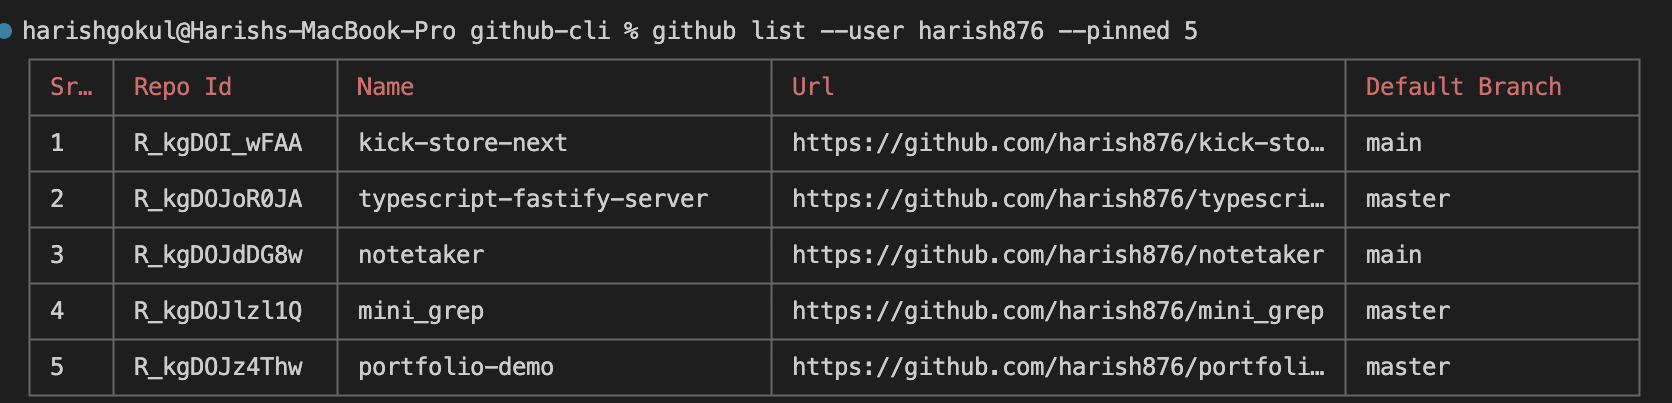 harishgokul@Harishs-MacBook-Pro github-cli % github list --user harish876 --pinned 5
Sr… Repo Id Name Url Default Branch
1 R_kgDOI_wFAA kick-store-next https://github.com/harish876/kick-sto… main
2 R_kgDOJoR0JA typescript-fastify-server https://github.com/harish876/typescri… master
3 R_kgDOJdDG8w notetaker https://github.com/harish876/notetaker main
4 R_kgDOJlzl1Q mini_grep https://github.com/harish876/mini_grep master
5 R_kgDOJz4Thw portfolio-demo https://github.com/harish876/portfoli… master